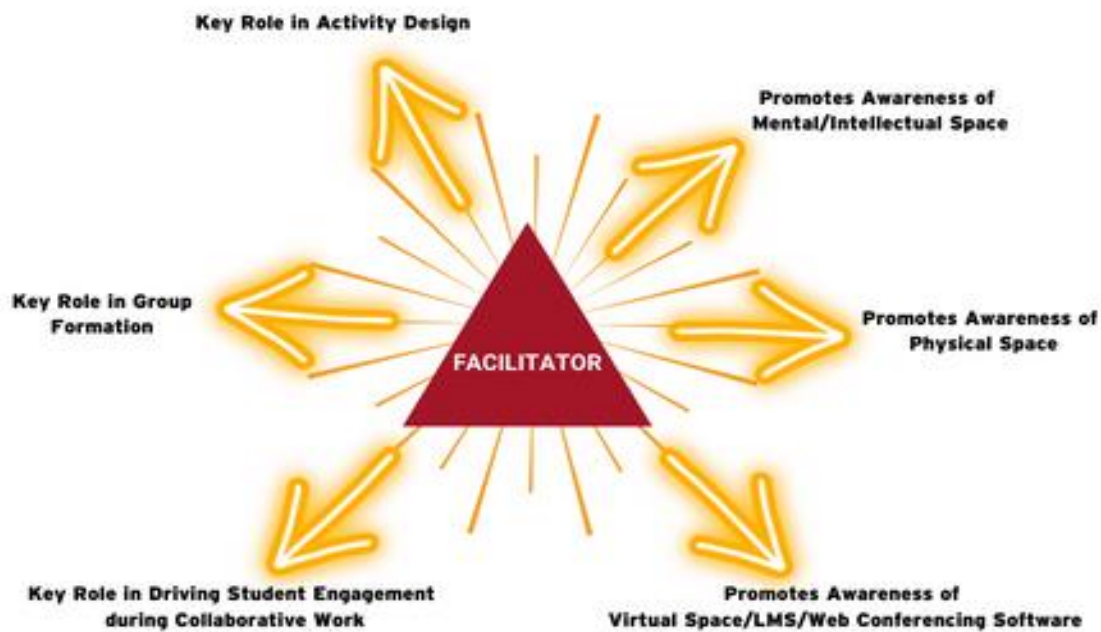 Key Role in Activity Design
Promotes Awareness of
Mental/Intellectual Space
Key Role in Group
Formation
FACILITATOR
Promotes Awareness of
Physical Space
Key Role in Driving Student Engagement
during Collaborative Work
Promotes Awareness of
Virtual Space/LMS/Web Conferencing Software